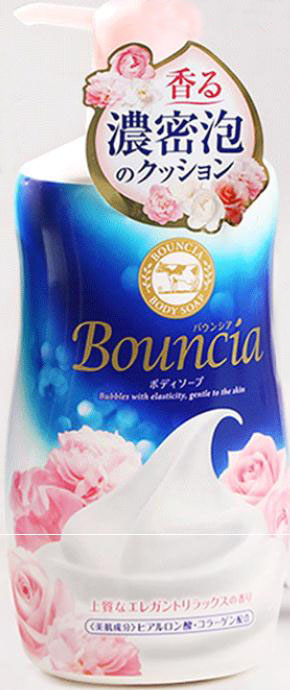 香る
濃密泡
のクッション
BOUNCIA
BODY SOAP
バウンシア
Bouncia
ボディソープ
Bubbles with elasticity, gentle to the skin
上質なエレガントリラックスの香り
〈美肌成分〉ヒアルロン酸・コラーゲン配合